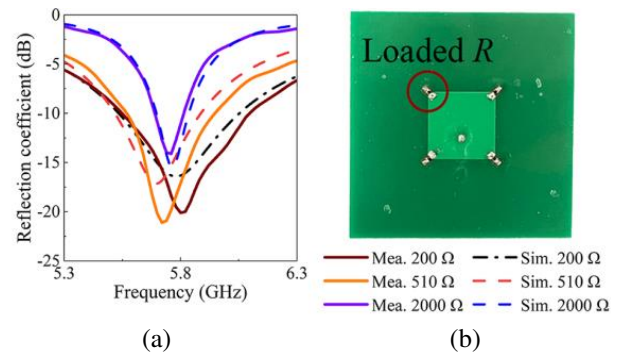 Reflection coefficient (dB)
0
-5
-10
-15
-20
-25
5.3
5.8
6.3
Frequency (GHz)
(a)
Loaded R
Mea. 200 Ω
Sim. 200 Ω
Mea. 510 Ω
Sim. 510 Ω
Mea. 2000 Ω
Sim. 2000 Ω
(b)